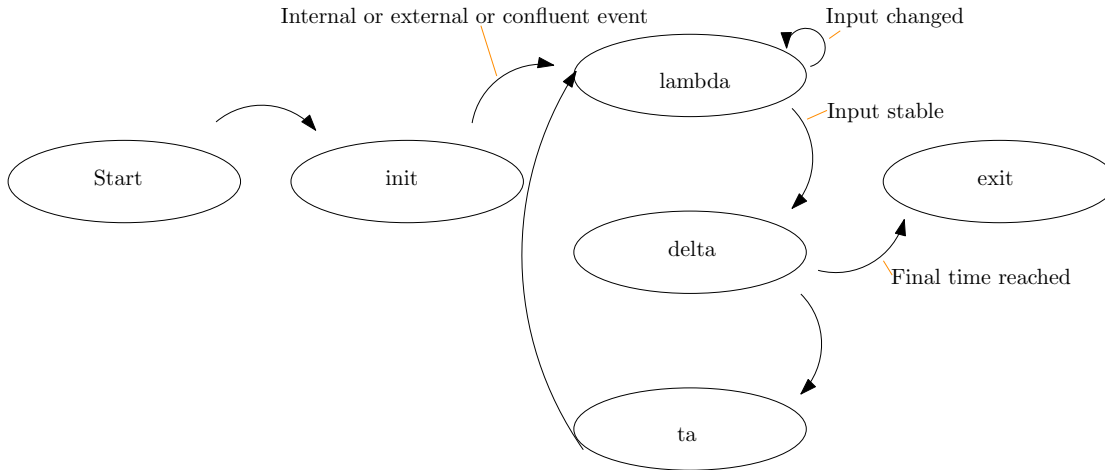 Internal or external or confluent event
Input changed
lambda
Input stable
Start
init
exit
delta
Final time reached
ta